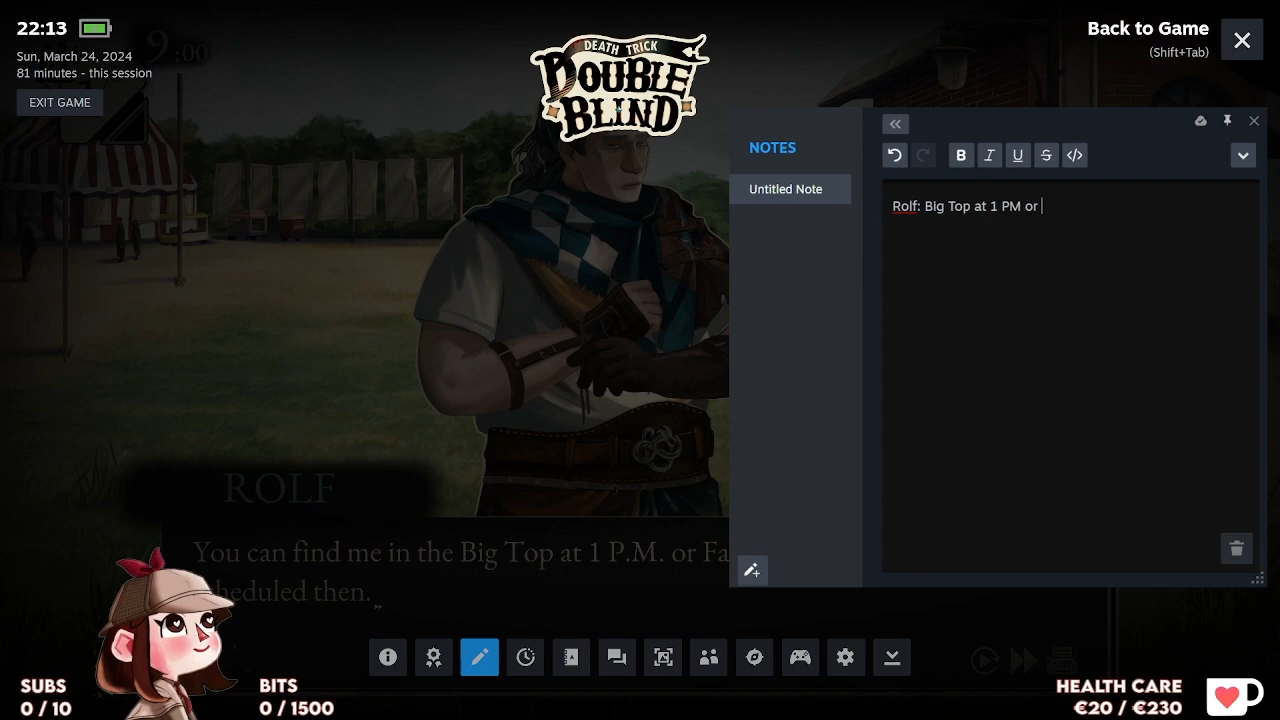 22:13
Sun, March 24, 2024
81 minutes - this session
EXIT GAME
9:00
DEATH TRICK
DOUBLE
BLIND
Back to Game
(Shift+Tab)
NOTES
Untitled Note
B I U S </>
Rolf: Big Top at 1 PM or
ROLF
You can find me in the Big Top at 1 P.M. or
then.
SUBS
0 / 10
BITS
0 / 1500
HEALTH CARE
€20 / €230